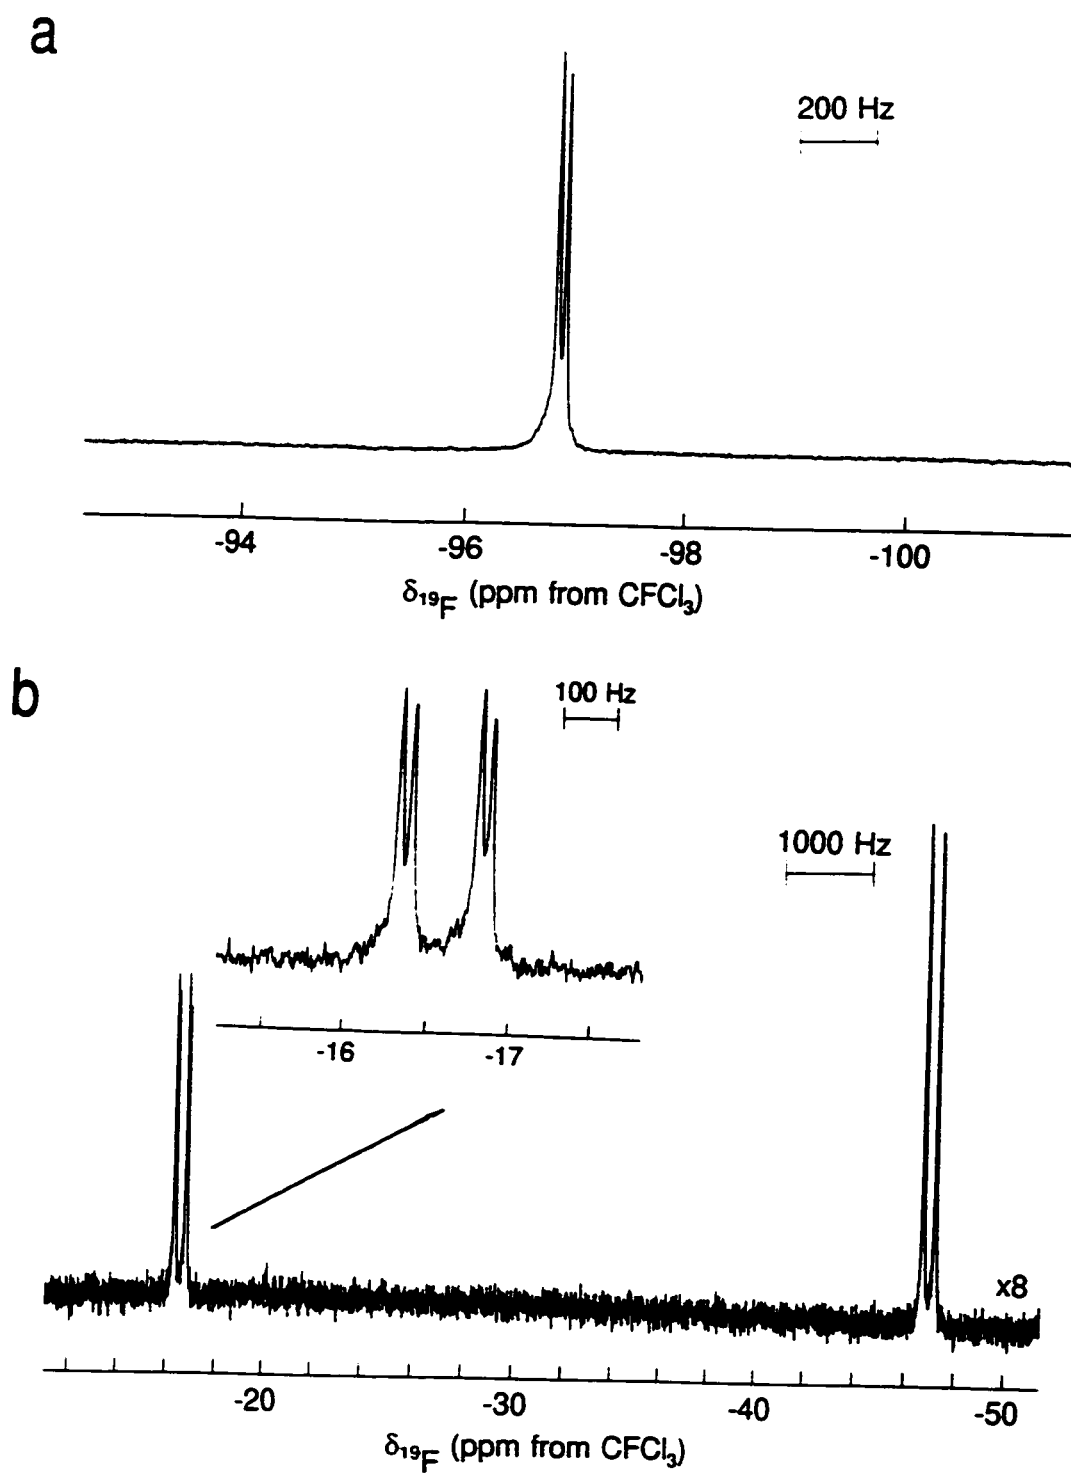 a
200 Hz
-94 -96 -98 -100
δ₁₉F (ppm from CFCl₃)
b
100 Hz
1000 Hz
-16 -17
x8
-20 -30 -40 -50
δ₁₉F (ppm from CFCl₃)